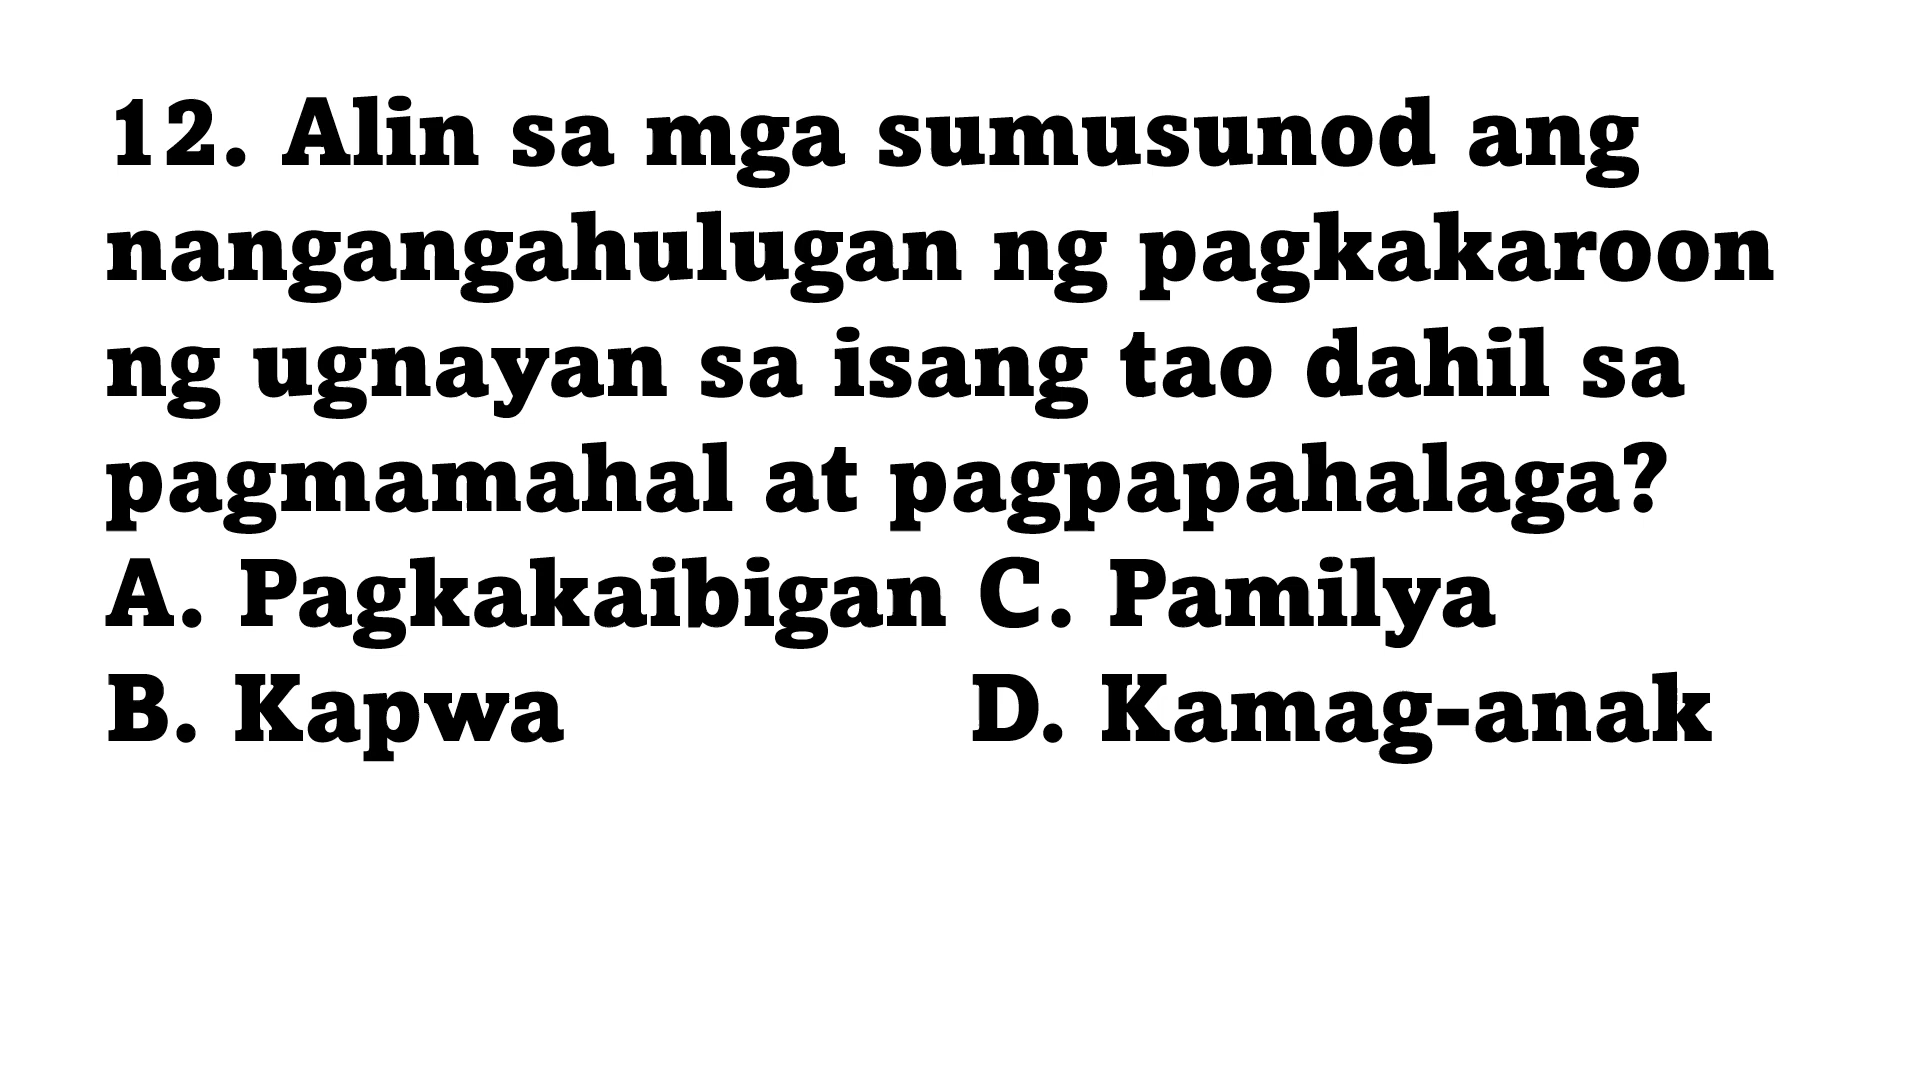 12. Alin sa mga sumusunod ang
nangangahulugan ng pagkakaroon
ng ugnayan sa isang tao dahil sa
pagmamahal at pagpapahalaga?
A. Pagkakaibigan C. Pamilya
B. Kapwa D. Kamag-anak